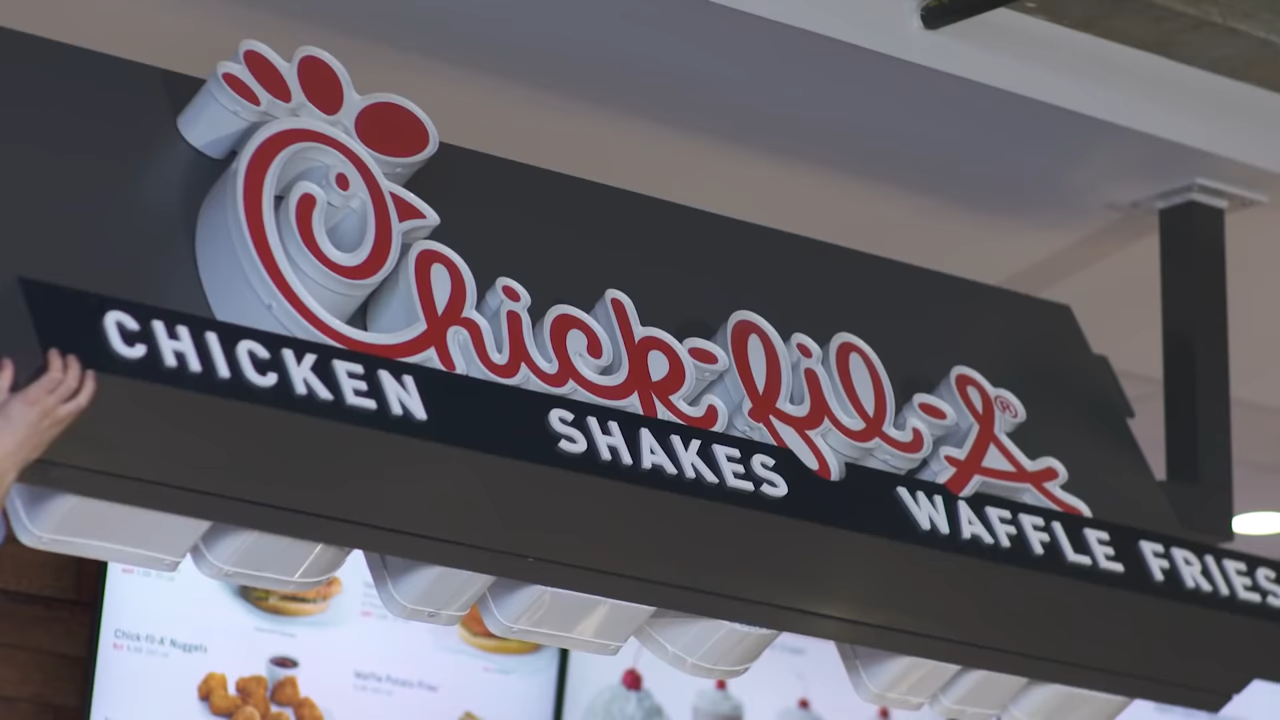 Chick-fil-A®
CHICKEN SHAKES WAFFLE FRIES
Chick-fil-A® Nuggets
Waffle Potato Fries